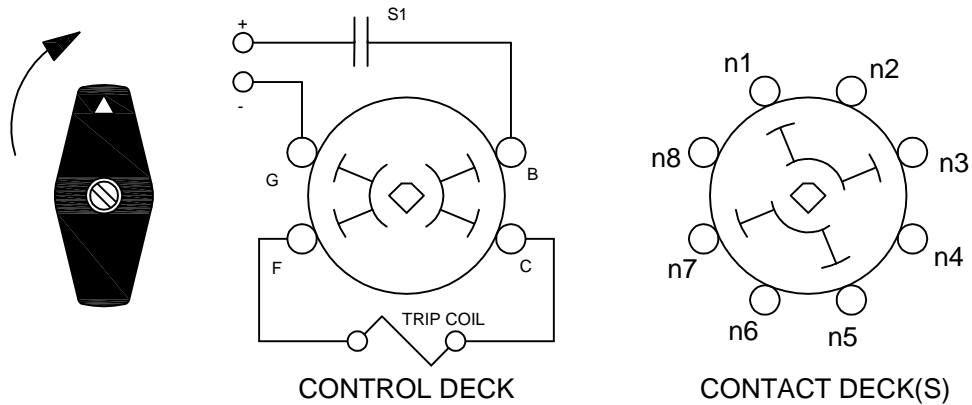 S1
+
-
G
B
F
C
TRIP COIL
CONTROL DECK
n1
n2
n3
n4
n5
n6
n7
n8
CONTACT DECK(S)